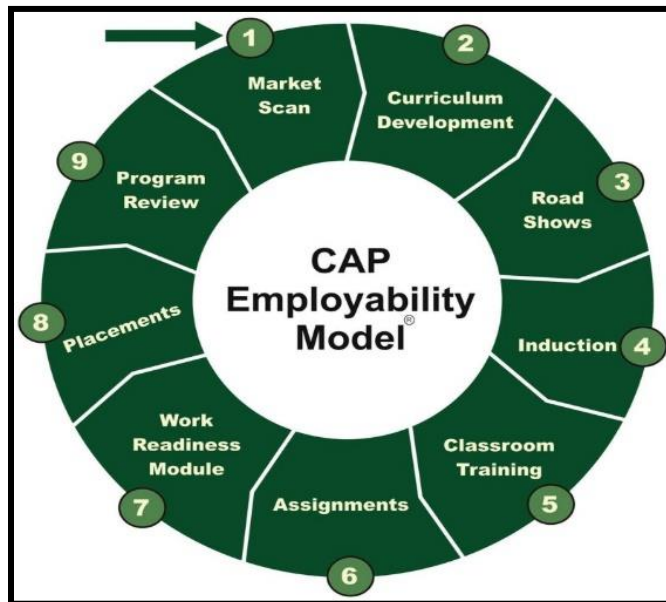 1
Market
Scan
2
Curriculum
Development
3
Road
Shows
4
Induction
5
Classroom
Training
6
Assignments
7
Work
Readiness
Module
8
Placements
9
Program
Review
CAP
Employability
Model®